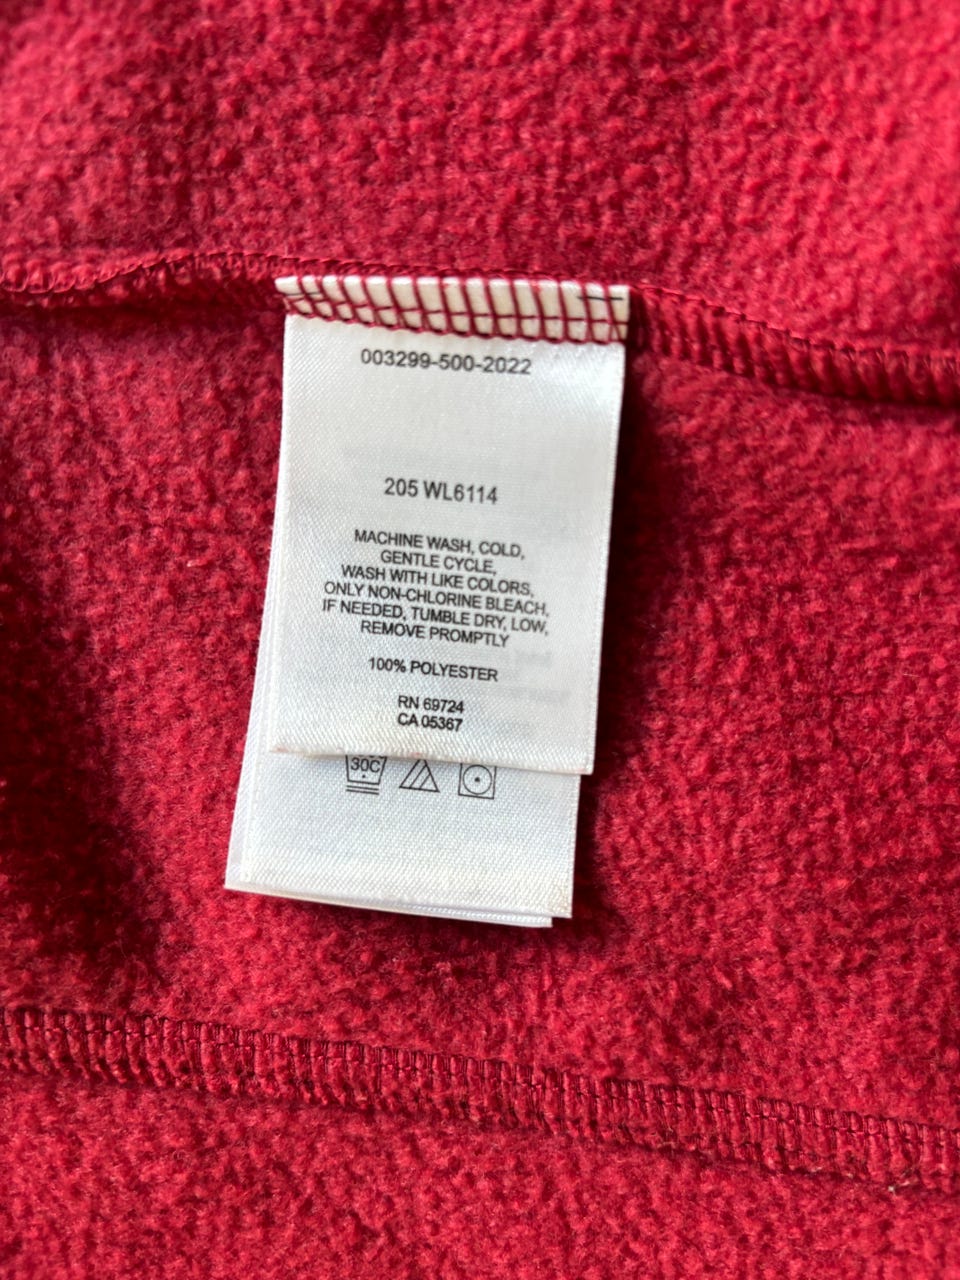 003299-500-2022
205 WL6114
MACHINE WASH, COLD,
GENTLE CYCLE,
WASH WITH LIKE COLORS,
ONLY NON-CHLORINE BLEACH,
IF NEEDED, TUMBLE DRY, LOW,
REMOVE PROMPTLY
100% POLYESTER
RN 69724
CA 05367
30C